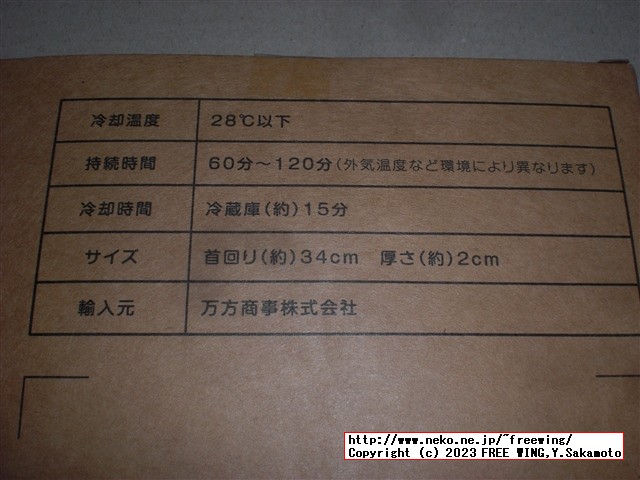 冷却温度 28℃以下
持続時間 60分～120分(外気温度など環境により異なります)
冷却時間 冷蔵庫(約)15分
サイズ 首回り(約)34cm 厚さ(約)2cm
輸入元 万方商事株式会社
http://www.neko.ne.jp/~freewing/
Copyright (c) 2023 FREE WING,Y.Sakamoto